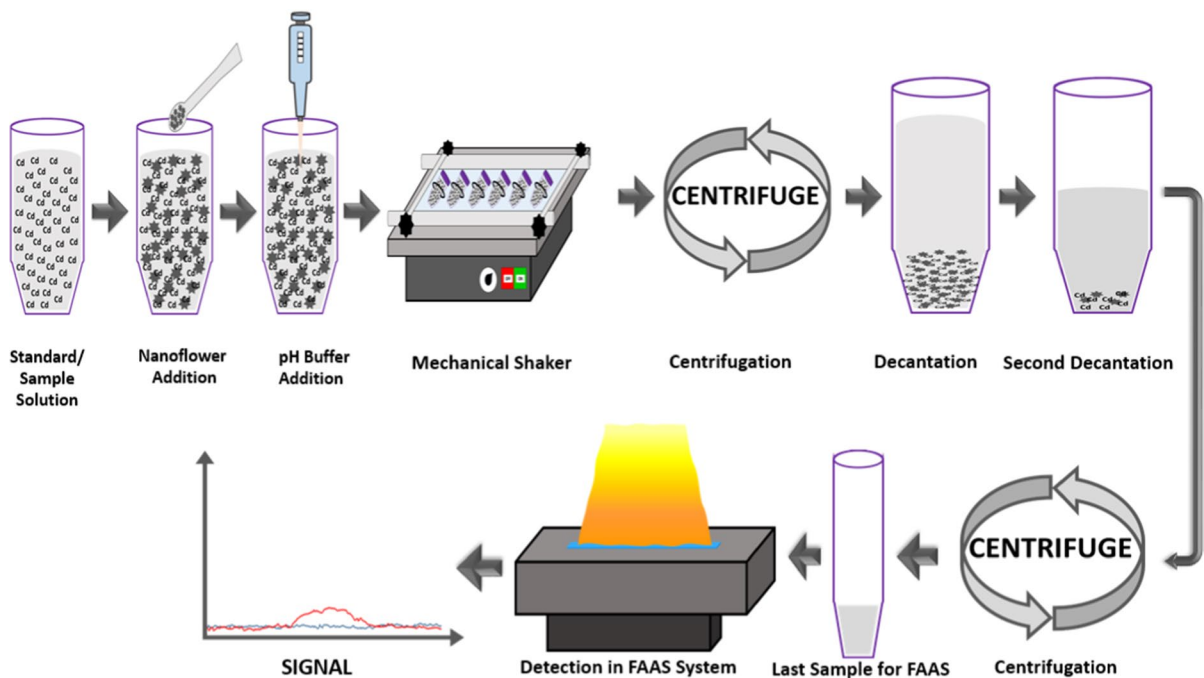 Standard/
Sample
Solution
Nanoflower
Addition
pH Buffer
Addition
Mechanical Shaker
CENTRIFUGE
Centrifugation
Decantation
Second Decantation
CENTRIFUGE
Centrifugation
Last Sample for FAAS
Detection in FAAS System
SIGNAL